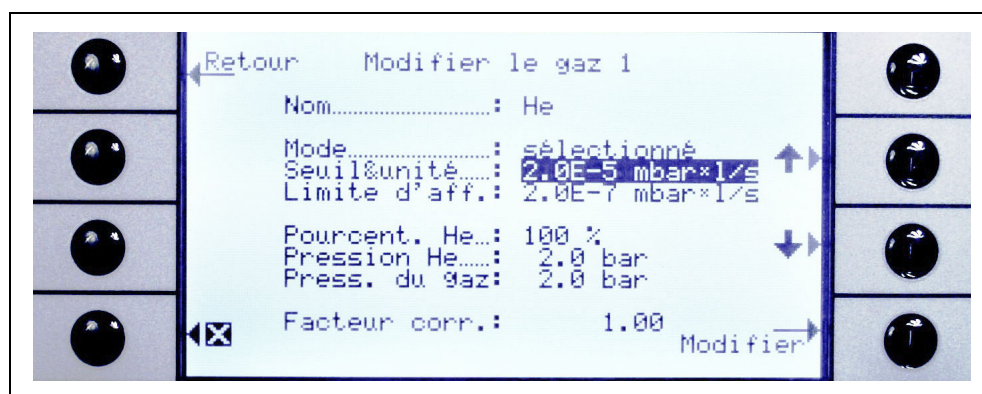 Retour Modifier le gaz 1
Nom..........................: He
Mode.......................: sélectionné
Seuil&unité......: 2.0E-5 mbar*l/s
Limite d'aff.: 2.0E-7 mbar*l/s
Pourcent. He...: 100 %
Pression He......: 2.0 bar
Press. du gaz: 2.0 bar
Facteur corr.: 1.00
Modifier